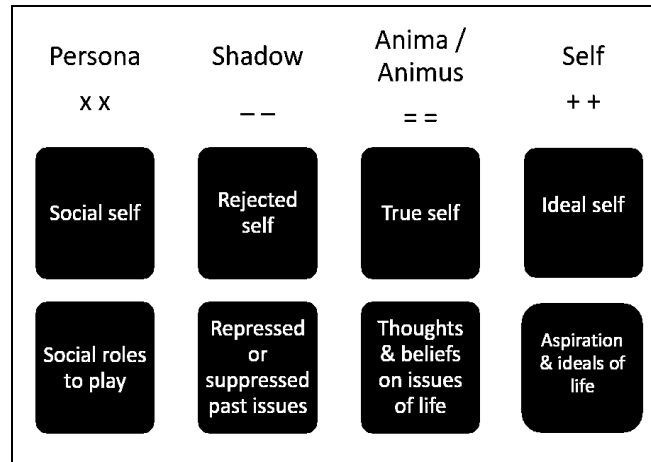 Persona
x x
Shadow
– –
Anima /
Animus
= =
Self
+ +
Social self
Rejected
self
True self
Ideal self
Social roles
to play
Repressed
or
suppressed
past issues
Thoughts
& beliefs
on issues
of life
Aspiration
& ideals of
life